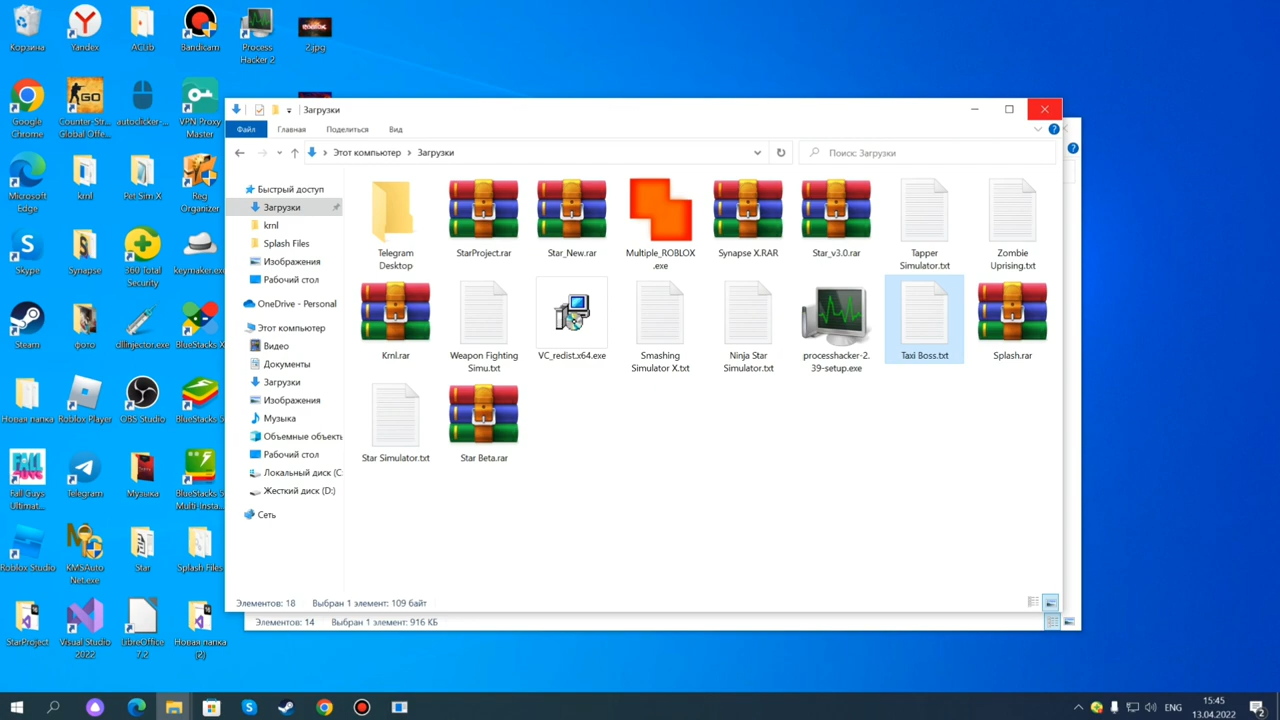 Корзина
Yandex
AClib
Bandicam
Process
Hacker 2
2.jpg
Google
Chrome
Counter-Str...
Global Offe...
autoclicker-...
VPN Proxy
Master
Microsoft
Edge
krnl
Pet Sim X
Reg
Organizer
Skype
Synapse
360 Total
Security
keymaker.exe
Steam
фото
dllinjector.exe
BlueStacks X
Новая папка
Roblox Player
OBS Studio
BlueStacks 5
Fall Guys
Ultimat...
Telegram
Музыка
BlueStacks 5
Multi-Insta...
Roblox Studio
KMSAuto
Net.exe
Star
Splash Files
StarProject
Visual Studio
2022
LibreOffice
7.2
Новая папка
(2)
Загрузки
Файл
Главная
Поделиться
Вид
Этот компьютер
Загрузки
Поиск: Загрузки
Быстрый доступ
Загрузки
krnl
Splash Files
Изображения
Рабочий стол
OneDrive - Personal
Этот компьютер
Видео
Документы
Загрузки
Изображения
Музыка
Объемные объекты
Рабочий стол
Локальный диск (C:
Жесткий диск (D:)
Сеть
Telegram
Desktop
StarProject.rar
Star_New.rar
Multiple_ROBLOX
.exe
Synapse X.RAR
Star_v3.0.rar
Tapper
Simulator.txt
Zombie
Uprising.txt
Krnl.rar
Weapon Fighting
Simu.txt
VC_redist.x64.exe
Smashing
Simulator X.txt
Ninja Star
Simulator.txt
processhacker-2.
39-setup.exe
Taxi Boss.txt
Splash.rar
Star Simulator.txt
Star Beta.rar
Элементов: 18
Выбран 1 элемент: 109 байт
Элементов: 14
Выбран 1 элемент: 916 КБ
ENG
15:45
13.04.2022
2